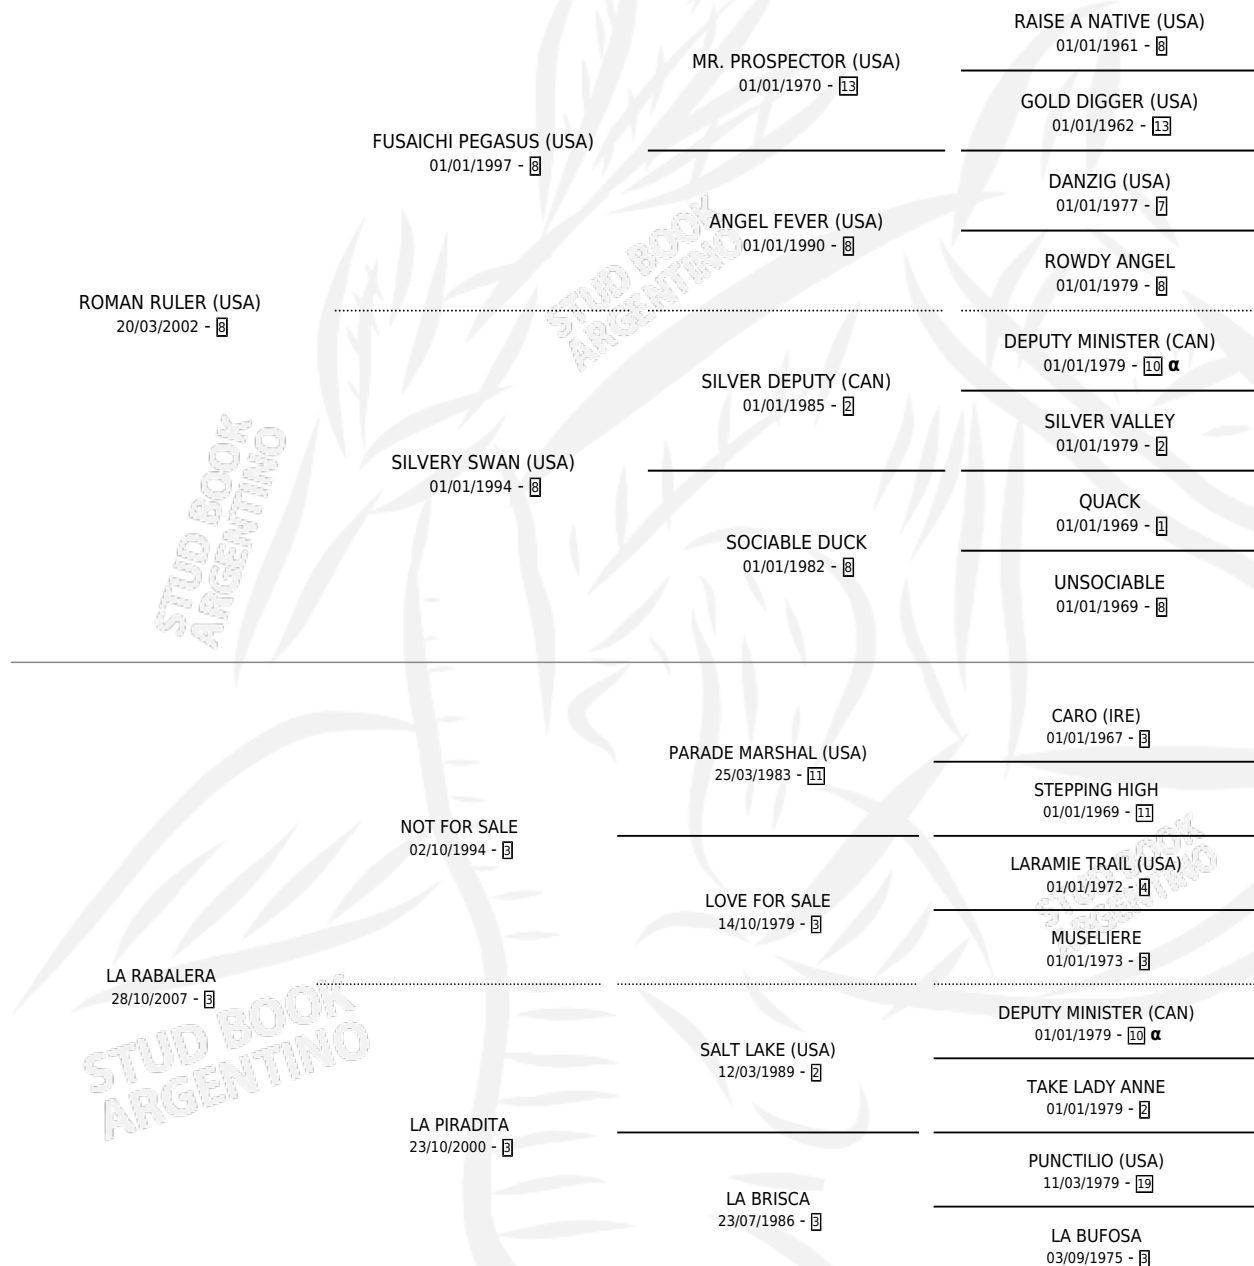 RAISE A NATIVE (USA)
01/01/1961 - 8
MR. PROSPECTOR (USA)
01/01/1970 - 13
GOLD DIGGER (USA)
01/01/1962 - 13
FUSAICHI PEGASUS (USA)
01/01/1997 - 8
DANZIG (USA)
01/01/1977 - 7
ANGEL FEVER (USA)
01/01/1990 - 8
ROWDY ANGEL
01/01/1979 - 8
ROMAN RULER (USA)
20/03/2002 - 8
DEPUTY MINISTER (CAN)
01/01/1979 - 10 α
SILVER DEPUTY (CAN)
01/01/1985 - 2
SILVER VALLEY
01/01/1979 - 2
SILVERY SWAN (USA)
01/01/1994 - 8
QUACK
01/01/1969 - 1
SOCIABLE DUCK
01/01/1982 - 8
UNSOCIABLE
01/01/1969 - 8
STUD BOOK
ARGENTINO
STUD BOOK
ARGENTINO
CARO (IRE)
01/01/1967 - 3
PARADE MARSHAL (USA)
25/03/1983 - 11
STEPPING HIGH
01/01/1969 - 11
NOT FOR SALE
02/10/1994 - 3
LARAMIE TRAIL (USA)
01/01/1972 - 4
LOVE FOR SALE
14/10/1979 - 3
MUSELIERE
01/01/1973 - 3
LA RABALERA
28/10/2007 - 3
DEPUTY MINISTER (CAN)
01/01/1979 - 10 α
SALT LAKE (USA)
12/03/1989 - 2
TAKE LADY ANNE
01/01/1979 - 2
LA PIRADITA
23/10/2000 - 3
PUNCTILIO (USA)
11/03/1979 - 19
LA BRISCA
23/07/1986 - 3
LA BUFOSA
03/09/1975 - 3
STUD BOOK
ARGENTINO
STUD BOOK
ARGENTINO